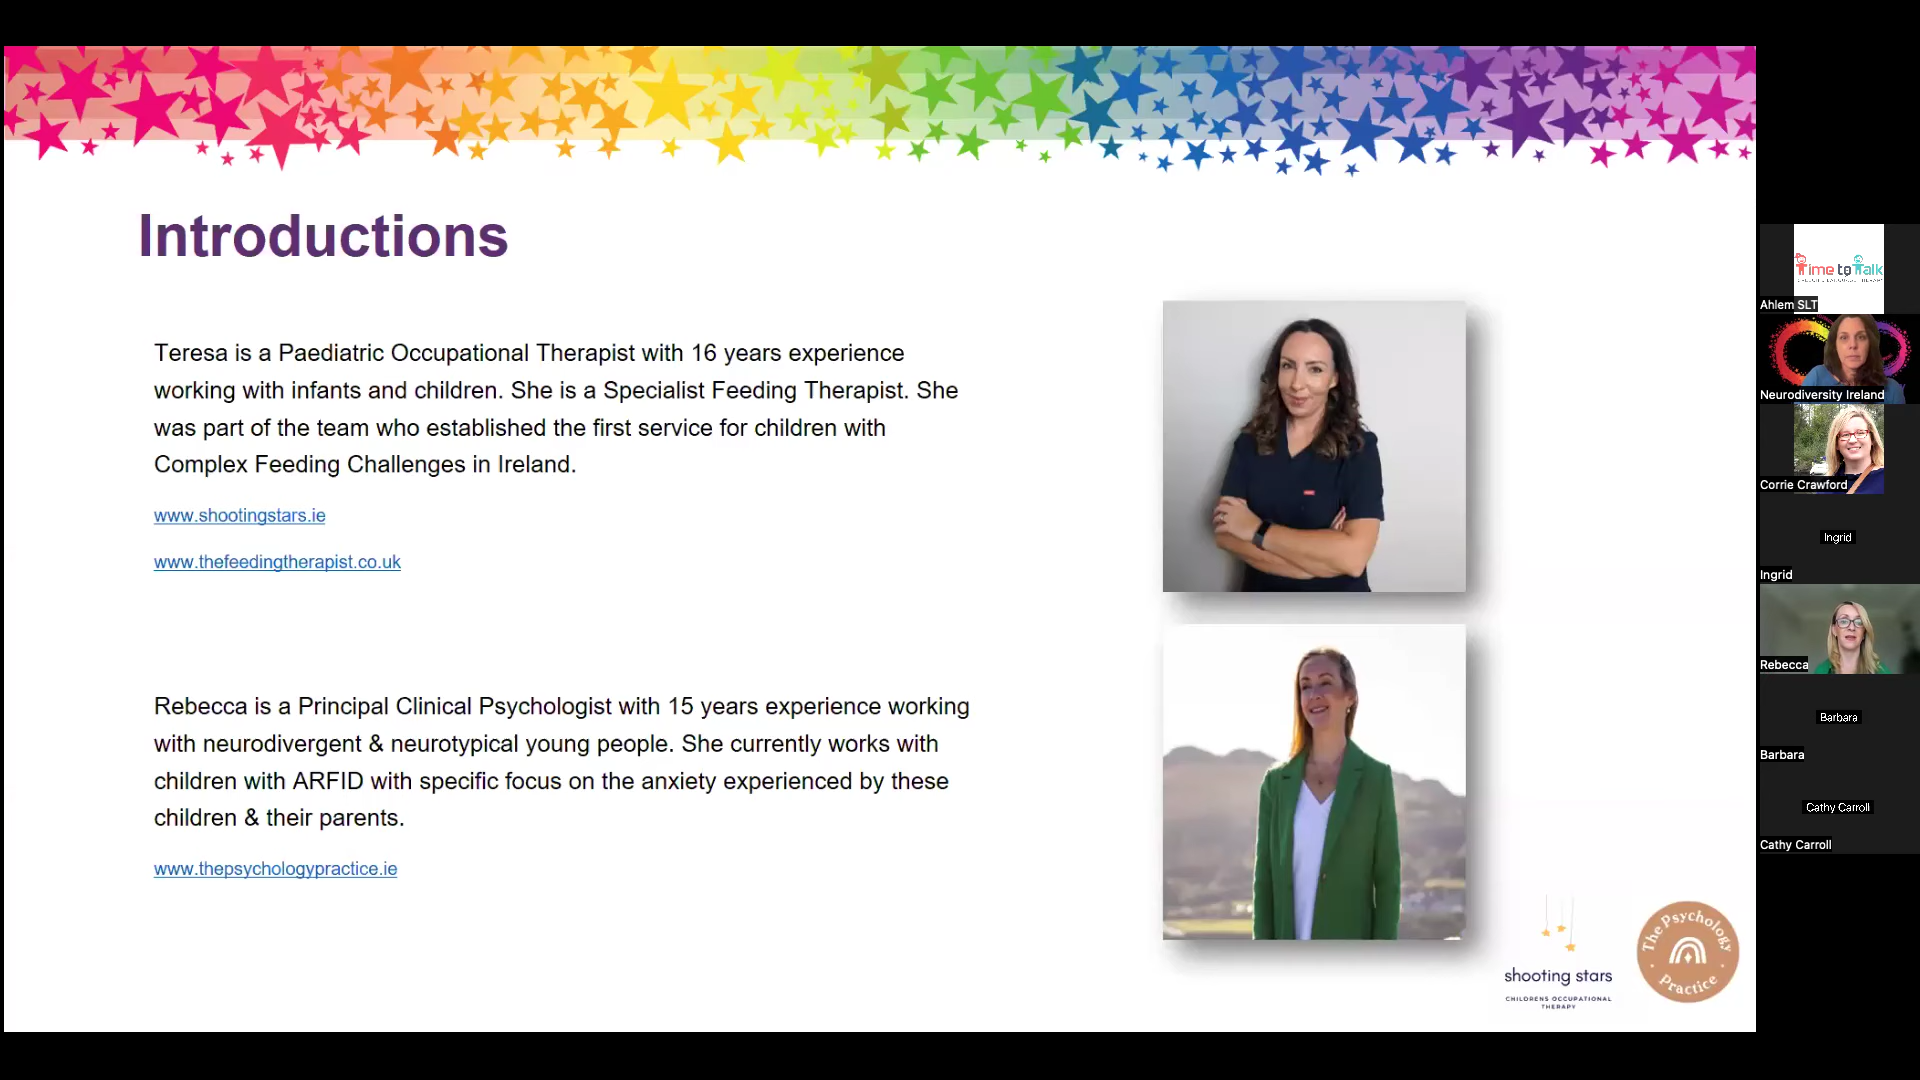 Introductions
Teresa is a Paediatric Occupational Therapist with 16 years experience
working with infants and children. She is a Specialist Feeding Therapist. She
was part of the team who established the first service for children with
Complex Feeding Challenges in Ireland.
www.shootingstars.ie
www.thefeedingtherapist.co.uk
Rebecca is a Principal Clinical Psychologist with 15 years experience working
with neurodivergent & neurotypical young people. She currently works with
children with ARFID with specific focus on the anxiety experienced by these
children & their parents.
www.thepsychologypractice.ie
shooting stars
CHILDRENS OCCUPATIONAL
THERAPY
The Psychology
Practice
Time to Talk
Ahlem SLT
Neurodiversity Ireland
Corrie Crawford
Ingrid
Ingrid
Rebecca
Barbara
Barbara
Cathy Carroll
Cathy Carroll